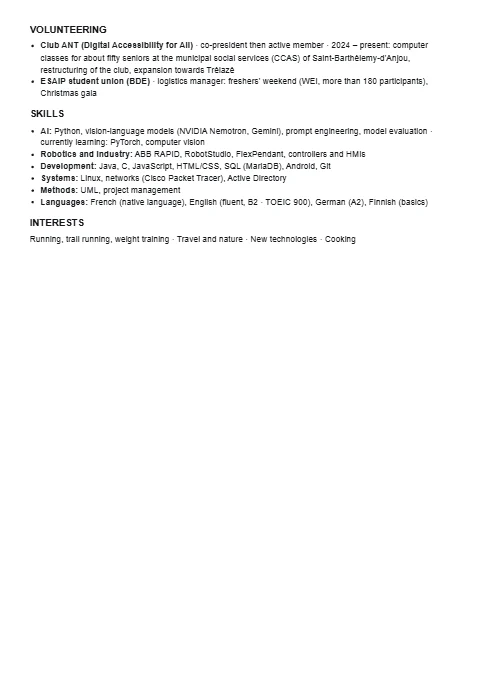 VOLUNTEERING
• Club ANT (Digital Accessibility for All) · co-president then active member · 2024 – present: computer
classes for about fifty seniors at the municipal social services (CCAS) of Saint-Barthélemy-d'Anjou,
restructuring of the club, expansion towards Trélazé
• ESAIP student union (BDE) · logistics manager: freshers' weekend (WEI, more than 180 participants),
Christmas gala
SKILLS
• AI: Python, vision-language models (NVIDIA Nemotron, Gemini), prompt engineering, model evaluation ·
currently learning: PyTorch, computer vision
• Robotics and Industry: ABB RAPID, RobotStudio, FlexPendant, controllers and HMIs
• Development: Java, C, JavaScript, HTML/CSS, SQL (MariaDB), Android, Git
• Systems: Linux, networks (Cisco Packet Tracer), Active Directory
• Methods: UML, project management
• Languages: French (native language), English (fluent, B2 · TOEIC 900), German (A2), Finnish (basics)
INTERESTS
Running, trail running, weight training · Travel and nature · New technologies · Cooking